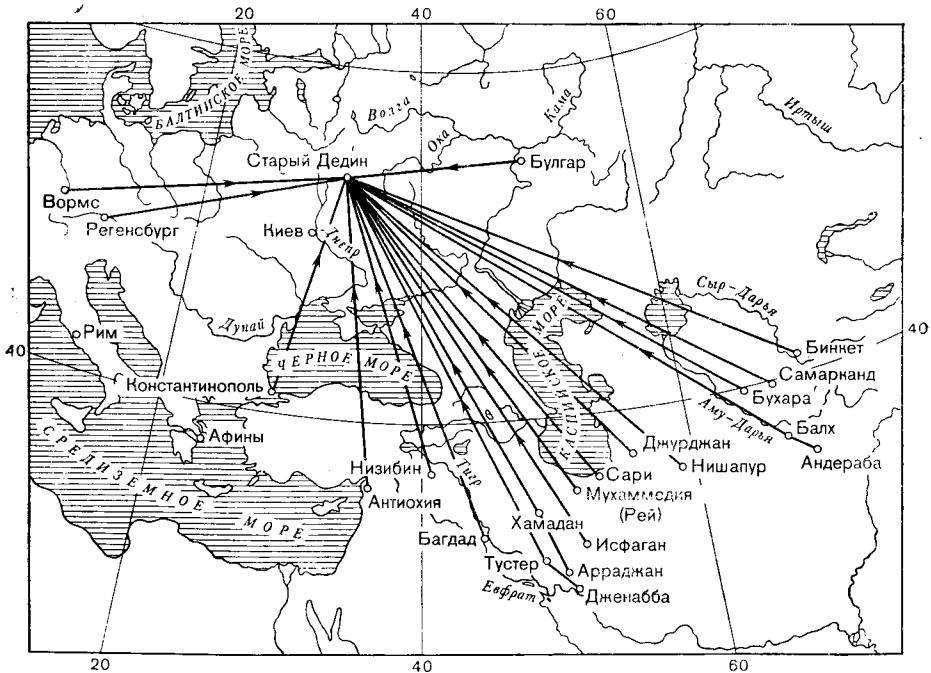 20
40
60
БАЛТИЙСКОЕ МОРЕ
Волга
Кама
Иртыш
Ока
Старый Дедин
Булгар
Вормс
Регенсбург
Киев
Днепр
Дунай
Сыр-Дарья
Рим
40
40
ЧЕРНОЕ МОРЕ
КАСПИЙСКОЕ МОРЕ
Бинкет
Константинополь
Самарканд
Бухара
Аму-Дарья
Балх
Афины
Андераба
СРЕДИЗЕМНОЕ МОРЕ
Джурджан
Низибин
Тигр
Нишапур
Сари
Антиохия
Мухаммедия
(Рей)
Хамадан
Багдад
Исфаган
Тустер
Арраджан
Евфрат
Дженабба
20
40
60